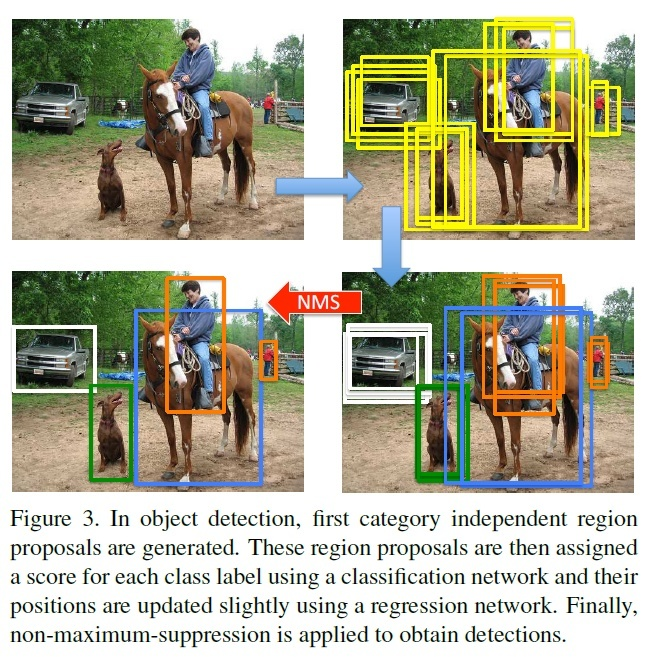 NMS
Figure 3. In object detection, first category independent region
proposals are generated. These region proposals are then assigned
a score for each class label using a classification network and their
positions are updated slightly using a regression network. Finally,
non-maximum-suppression is applied to obtain detections.